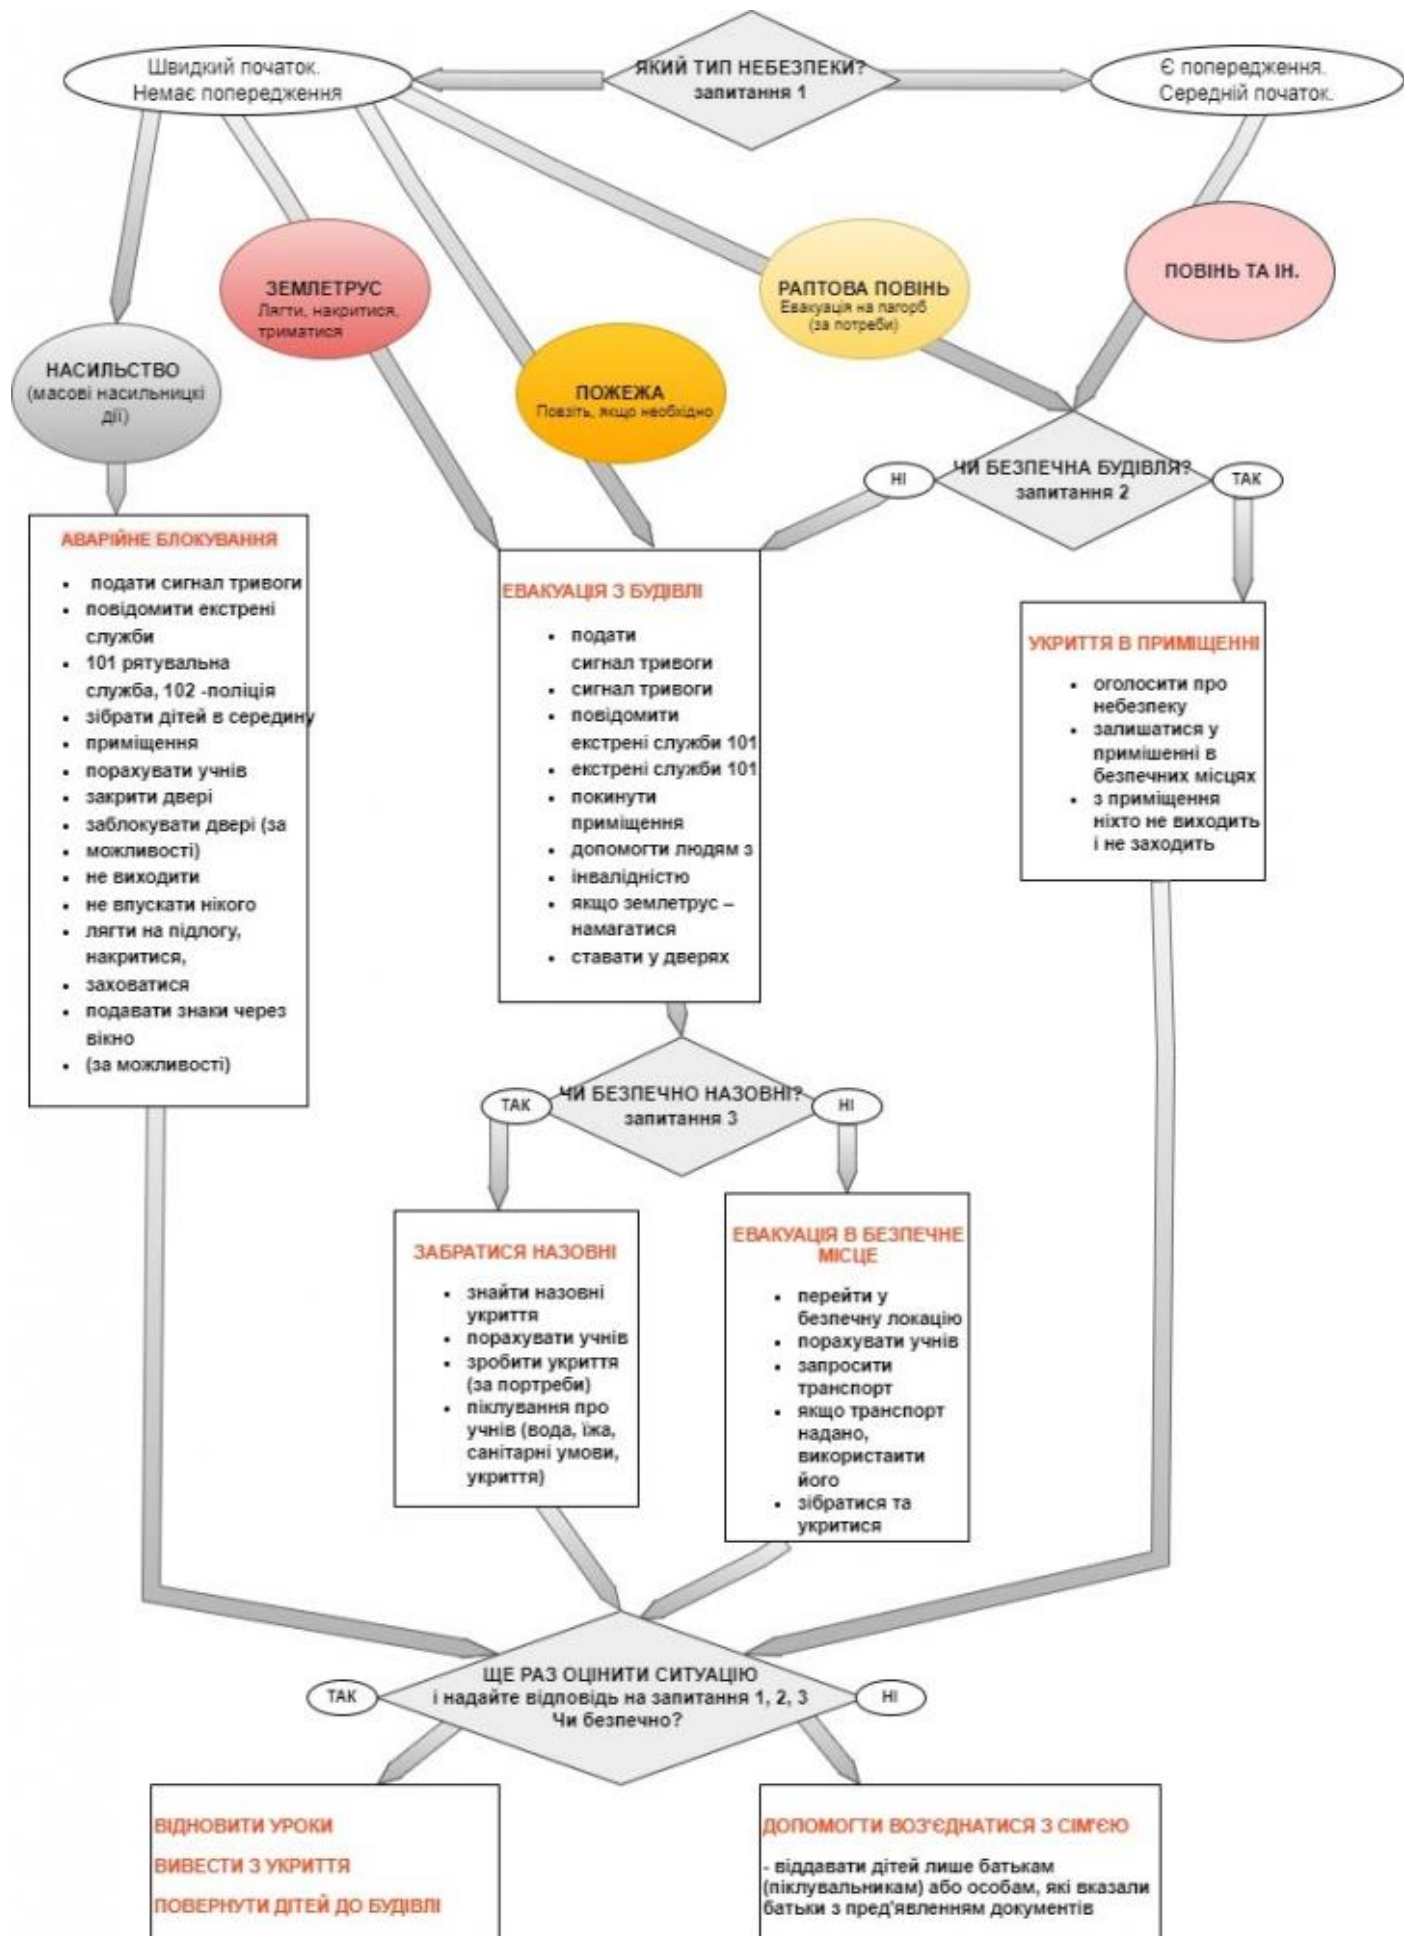 ЯКИЙ ТИП НЕБЕЗПЕКИ?
запитання 1
Швидкий початок.
Немає попередження
Є попередження.
Середній початок.
ЗЕМЛЕТРУС
Лягти, накритися,
триматися
РАПТОВА ПОВІНЬ
Евакуація на пагорб
(за потреби)
ПОВІНЬ ТА ІН.
НАСИЛЬСТВО
(масові насильницкі
дії)
ПОЖЕЖА
Повзіть, якщо необхідно
ЧИ БЕЗПЕЧНА БУДІВЛЯ?
запитання 2
НІ
ТАК
АВАРІЙНЕ БЛОКУВАННЯ
• подати сигнал тривоги
• повідомити екстрені
служби
• 101 рятувальна
служба, 102 -поліція
• зібрати дітей в середину
• приміщення
• порахувати учнів
• закрити двері
• заблокувати двері (за
• можливості)
• не виходити
• не впускати нікого
• лягти на підлогу,
накритися,
• заховатися
• подавати знаки через
вікно
• (за можливості)
ЕВАКУАЦІЯ З БУДІВЛІ
• подати
сигнал тривоги
• сигнал тривоги
• повідомити
екстрені служби 101
• екстрені служби 101
• покинути
приміщення
• допомогти людям з
• інвалідністю
• якщо землетрус –
намагатися
• ставати у дверях
УКРИТТЯ В ПРИМІЩЕННІ
• оголосити про
небезпеку
• залишатися у
примішенні в
безпечних місцях
• з приміщення
ніхто не виходить
і не заходить
ЧИ БЕЗПЕЧНО НАЗОВНІ?
запитання 3
ТАК
НІ
ЗАБРАТИСЯ НАЗОВНІ
• знайти назовні
укриття
• порахувати учнів
• зробити укриття
(за портреби)
• піклування про
учнів (вода, їжа,
санітарні умови,
укриття)
ЕВАКУАЦІЯ В БЕЗПЕЧНЕ
МІСЦЕ
• перейти у
безпечну локацію
• порахувати учнів
• запросити
транспорт
• якщо транспорт
надано,
використаити
його
• зібратися та
укритися
ЩЕ РАЗ ОЦІНИТИ СИТУАЦІЮ
і надайте відповідь на запитання 1, 2, 3
Чи безпечно?
ТАК
НІ
ВІДНОВИТИ УРОКИ
ВИВЕСТИ З УКРИТТЯ
ПОВЕРНУТИ ДІТЕЙ ДО БУДІВЛІ
ДОПОМОГТИ ВОЗ'ЄДНАТИСЯ З СІМ'ЄЮ
- віддавати дітей лише батькам
(піклувальникам) або особам, які вказали
батьки з пред'явленням документів